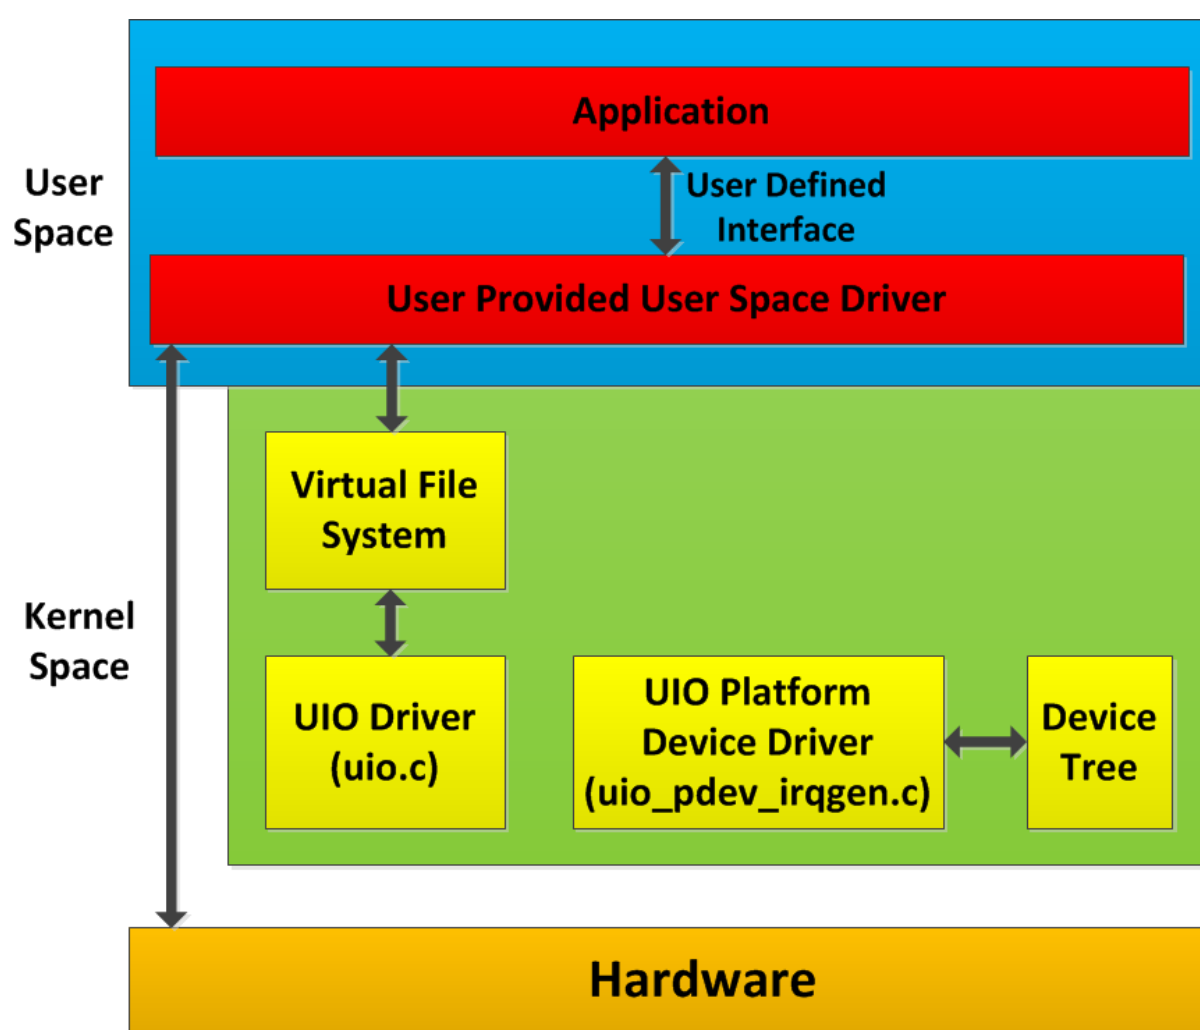 Application
User
Space
User Defined
Interface
User Provided User Space Driver
Virtual File
System
Kernel
Space
UIO Driver
(uio.c)
UIO Platform
Device Driver
(uio_pdev_irqgen.c)
Device
Tree
Hardware